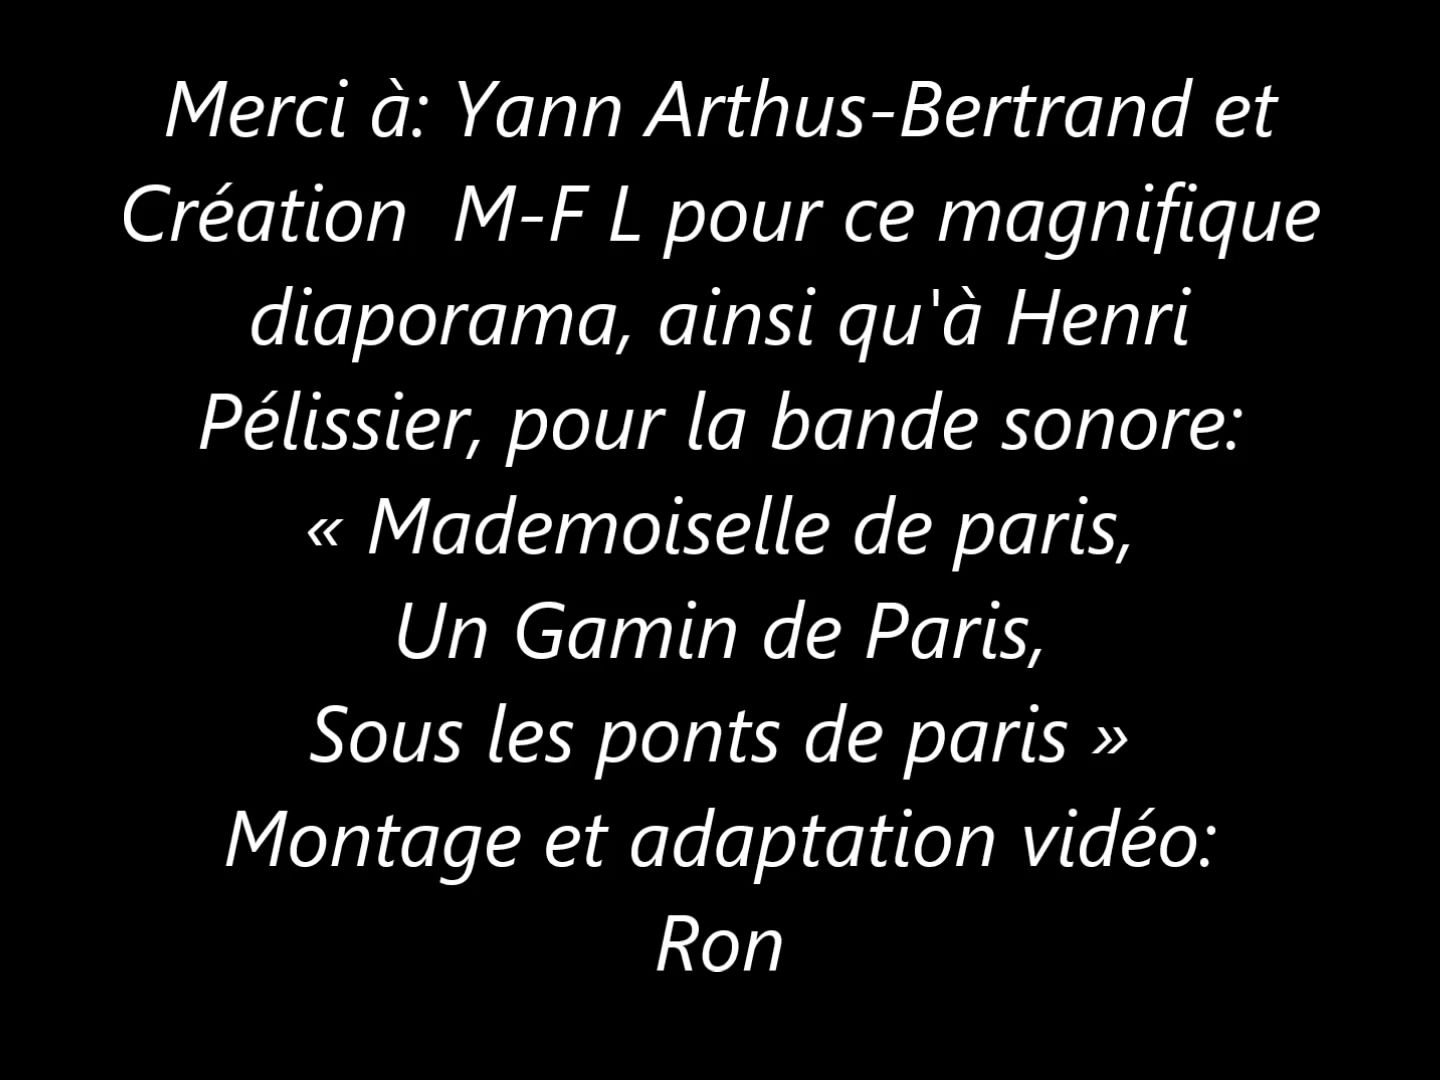 Merci à: Yann Arthus-Bertrand et
Création  M-F L pour ce magnifique
diaporama, ainsi qu'à Henri
Pélissier, pour la bande sonore:
« Mademoiselle de paris,
Un Gamin de Paris,
Sous les ponts de paris »
Montage et adaptation vidéo:
Ron